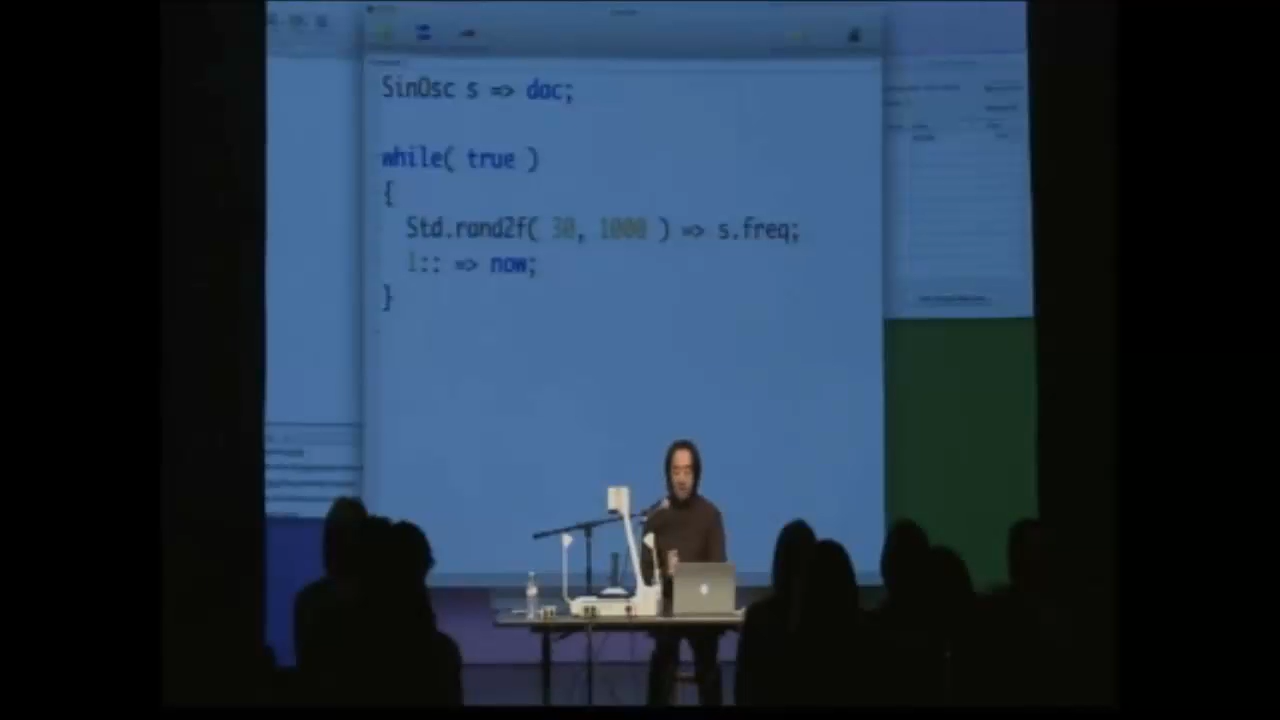 SinOsc s => dac;
while( true )
{
Std.rand2f( 30, 1000 ) => s.freq;
1:: => now;
}